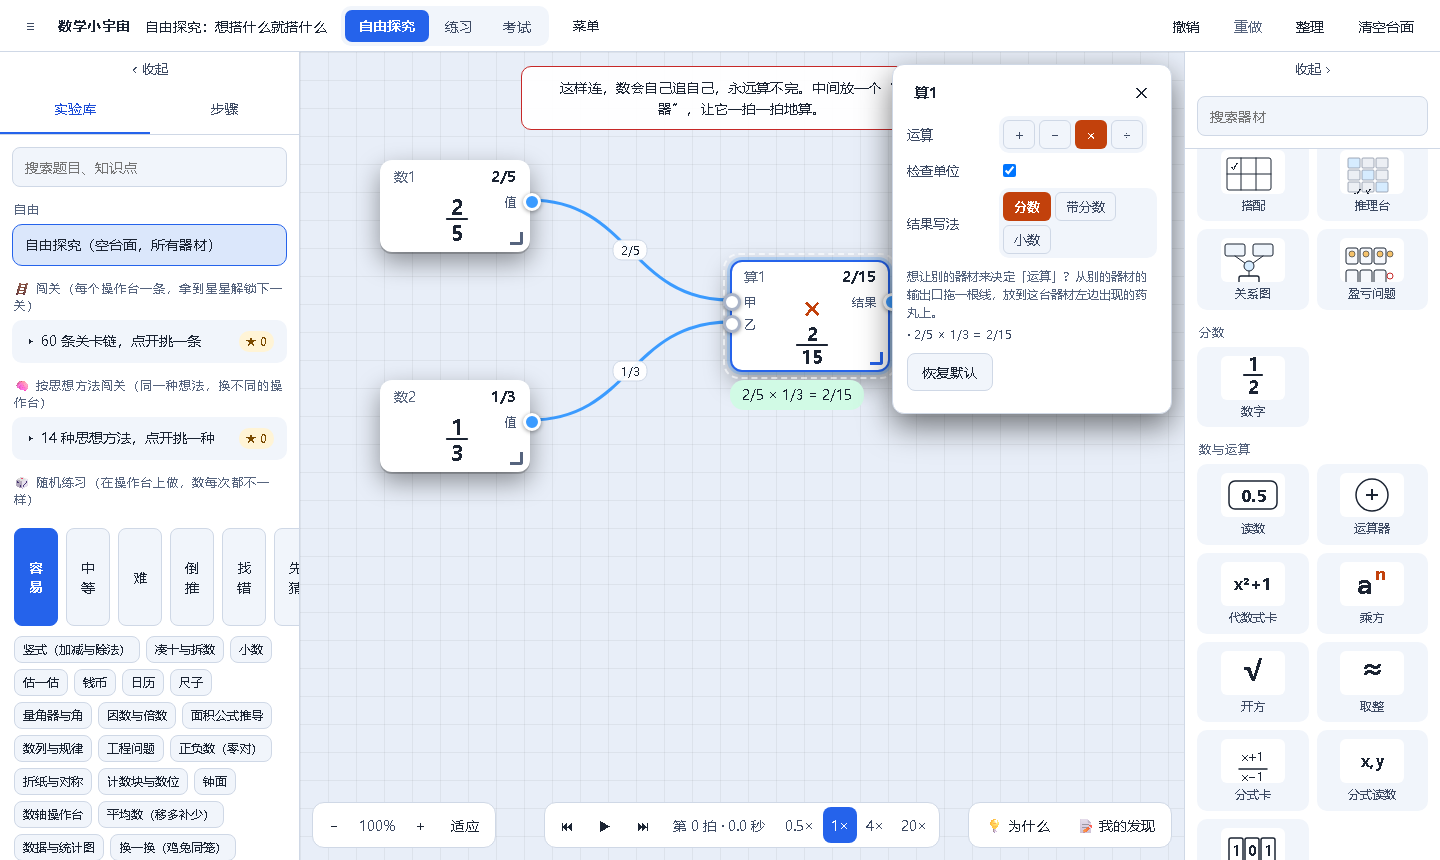 ≡ 数学小宇宙 自由探究：想搭什么就搭什么 自由探究 练习 考试 菜单 撤销 重做 整理 清空台面
‹ 收起
实验库 步骤
搜索题目、知识点
自由
自由探究（空台面，所有器材）
🪜 闯关（每个操作台一条，拿到星星解锁下一
关）
‣ 60 条关卡链，点开挑一条 ★ 0
🧠 按思想方法闯关（同一种想法，换不同的操
作台）
‣ 14 种思想方法，点开挑一种 ★ 0
🎲 随机练习（在操作台上做，数每次都不一
样）
容易 中等 难 倒推 找错 先猜
竖式（加减与除法） 凑十与拆数 小数
估一估 钱币 日历 尺子
量角器与角 因数与倍数 面积公式推导
数列与规律 工程问题 正负数（零对）
折纸与对称 计数块与数位 钟面
数轴操作台 平均数（移多补少）
数据与统计图 换一换（鸡兔同笼）
这样连，数会自己追自己，永远算不完。中间放一个“
器”，让它一拍一拍地算。
数1 2/5
值
2
5
2/5
数2 1/3
值
1
3
1/3
算1 2/15
甲 结果
乙
×
2
15
2/5 × 1/3 = 2/15
算1 ✕
运算 + − × ÷
检查单位
结果写法 分数 带分数
小数
想让别的器材来决定「运算」？从别的器材的
输出口拖一根线，放到这台器材左边出现的药
丸上。
· 2/5 × 1/3 = 2/15
恢复默认
− 100% + 适应
⏮ ▶ ⏭ 第 0 拍 · 0.0 秒 0.5× 1× 4× 20×
💡 为什么 📝 我的发现
收起 ›
搜索器材
搭配 推理台
关系图 盈亏问题
分数
1
2
数字
数与运算
0.5 +
读数 运算器
x²+1 aⁿ
代数式卡 乘方
√ ≈
开方 取整
x+1
x−1
x,y
分式卡 分式读数
1 0 1